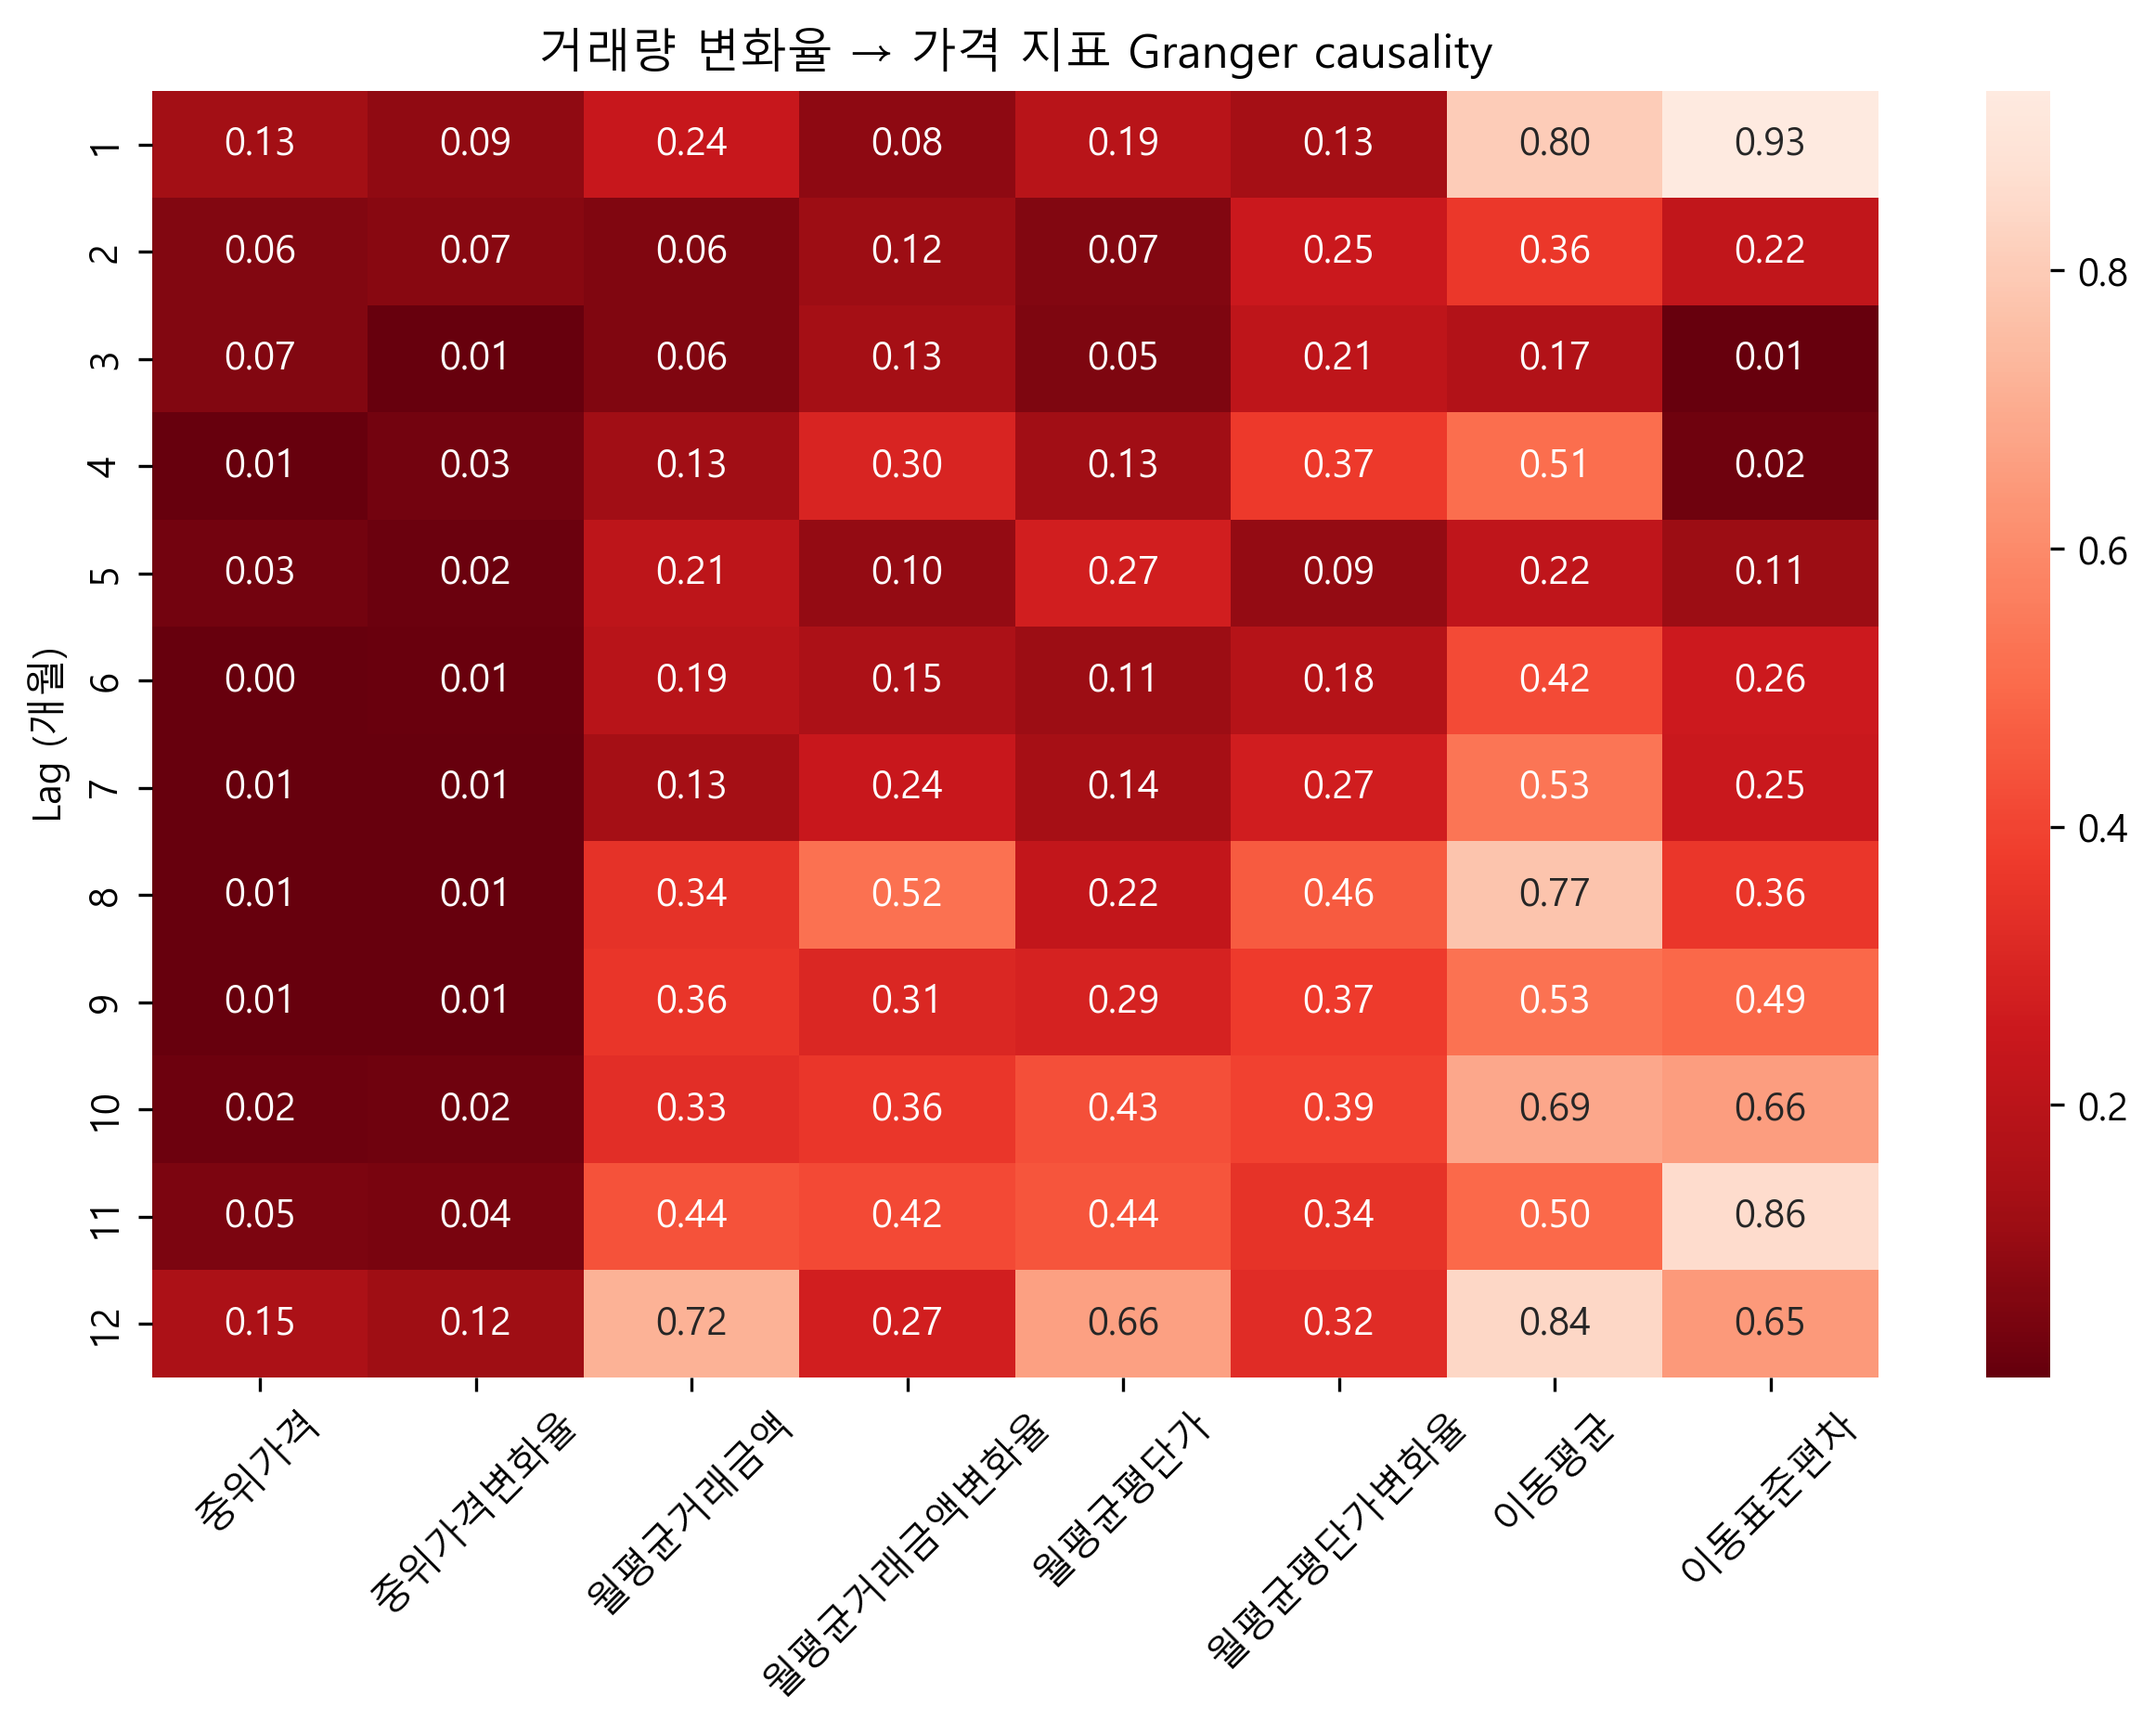 거래량 변화율 → 가격 지표 Granger causality
Lag (개월)
1 0.13 0.09 0.24 0.08 0.19 0.13 0.80 0.93
2 0.06 0.07 0.06 0.12 0.07 0.25 0.36 0.22
3 0.07 0.01 0.06 0.13 0.05 0.21 0.17 0.01
4 0.01 0.03 0.13 0.30 0.13 0.37 0.51 0.02
5 0.03 0.02 0.21 0.10 0.27 0.09 0.22 0.11
6 0.00 0.01 0.19 0.15 0.11 0.18 0.42 0.26
7 0.01 0.01 0.13 0.24 0.14 0.27 0.53 0.25
8 0.01 0.01 0.34 0.52 0.22 0.46 0.77 0.36
9 0.01 0.01 0.36 0.31 0.29 0.37 0.53 0.49
10 0.02 0.02 0.33 0.36 0.43 0.39 0.69 0.66
11 0.05 0.04 0.44 0.42 0.44 0.34 0.50 0.86
12 0.15 0.12 0.72 0.27 0.66 0.32 0.84 0.65
중위가격
중위가격변화율
월평균거래금액
월평균거래금액변화율
월평균평단가
월평균평단가변화율
이동평균
이동표준편차
0.8
0.6
0.4
0.2